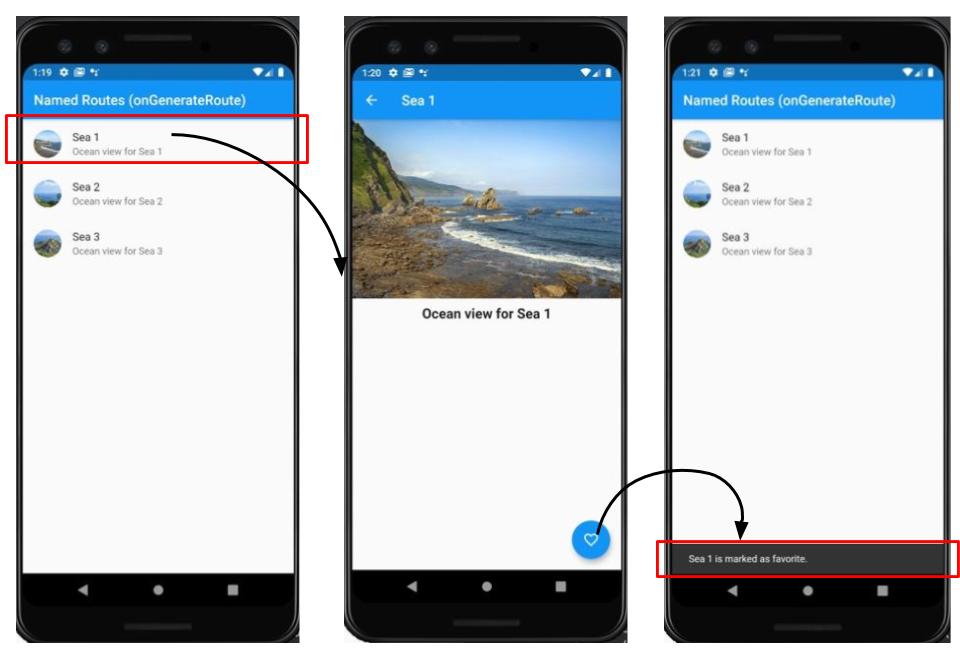 1:19
Named Routes (onGenerateRoute)
Sea 1
Ocean view for Sea 1
Sea 2
Ocean view for Sea 2
Sea 3
Ocean view for Sea 3
1:20
Sea 1
Ocean view for Sea 1
1:21
Named Routes (onGenerateRoute)
Sea 1
Ocean view for Sea 1
Sea 2
Ocean view for Sea 2
Sea 3
Ocean view for Sea 3
Sea 1 is marked as favorite.